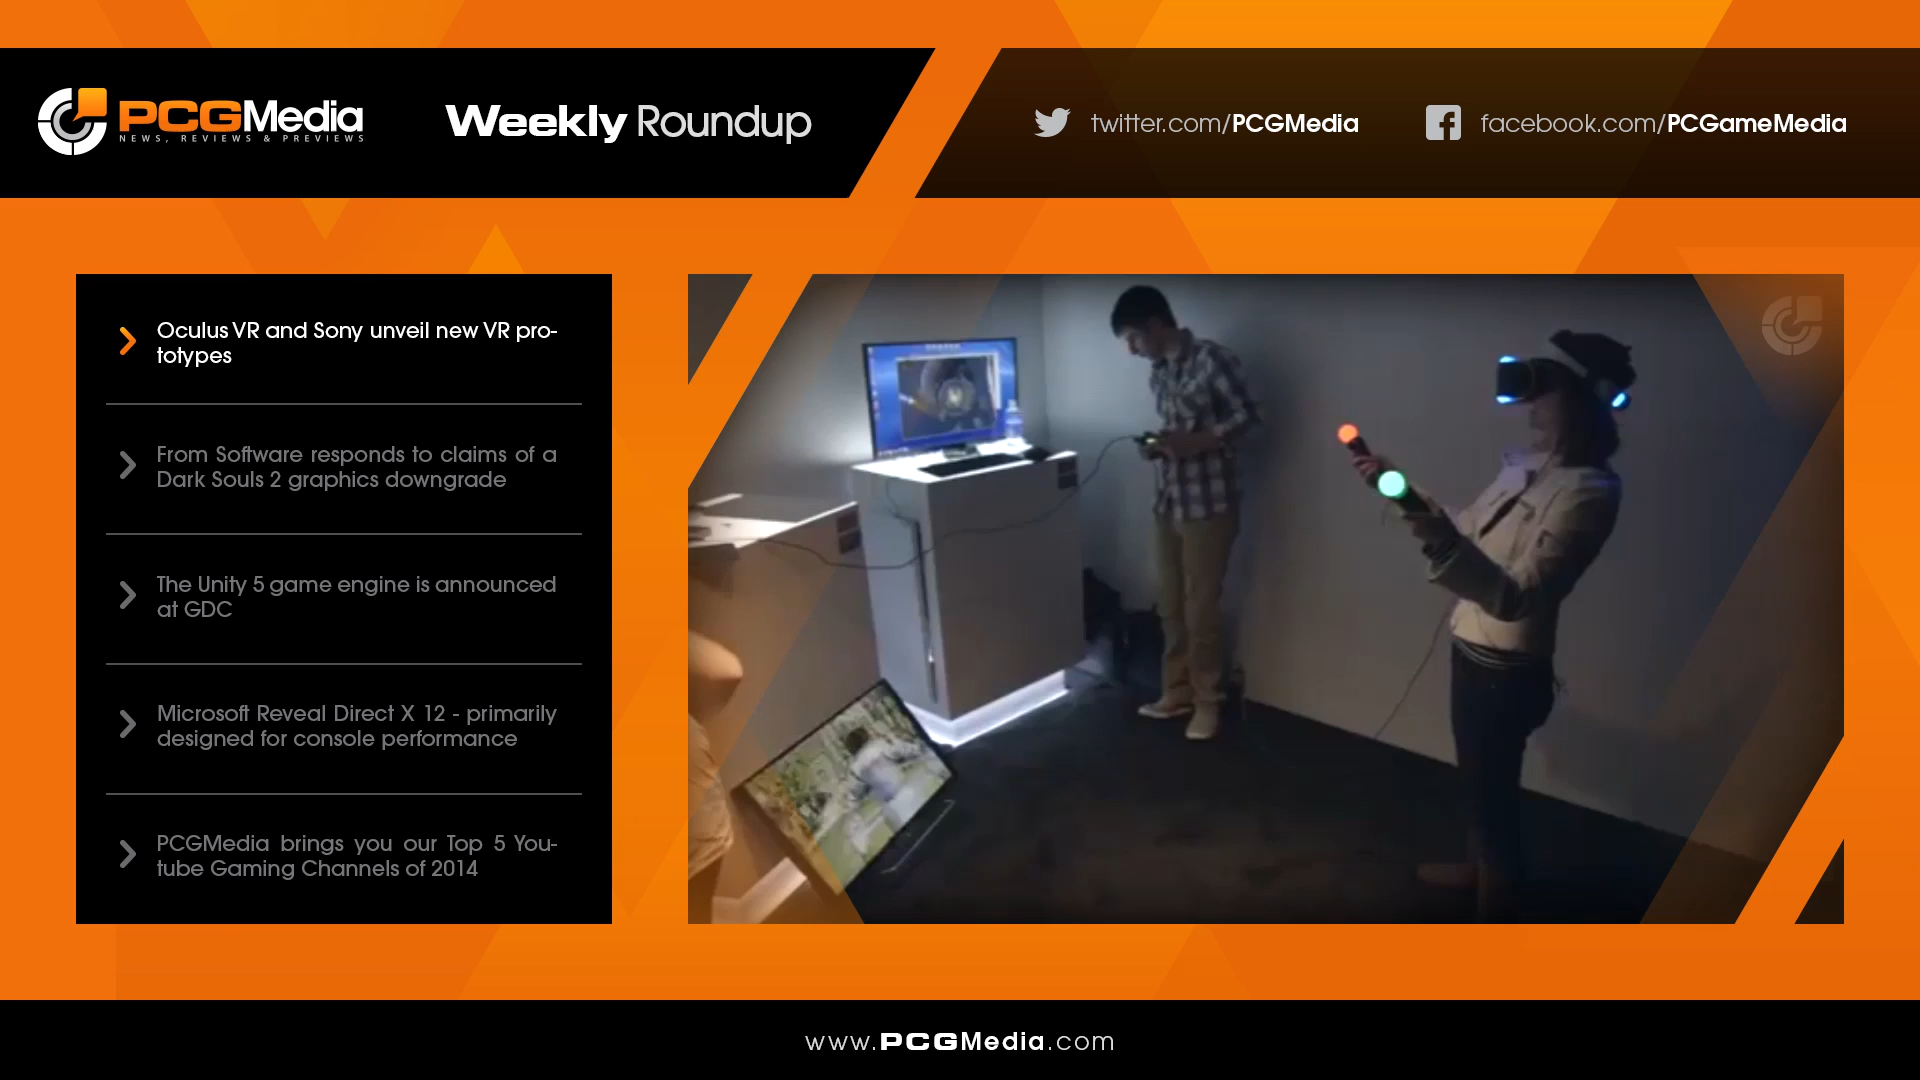 PCGMedia
NEWS, REVIEWS & PREVIEWS
Weekly Roundup
twitter.com/PCGMedia
facebook.com/PCGameMedia
Oculus VR and Sony unveil new VR pro-
totypes
From Software responds to claims of a
Dark Souls 2 graphics downgrade
The Unity 5 game engine is announced
at GDC
Microsoft Reveal Direct X 12 - primarily
designed for console performance
PCGMedia brings you our Top 5 You-
tube Gaming Channels of 2014
www.PCGMedia.com